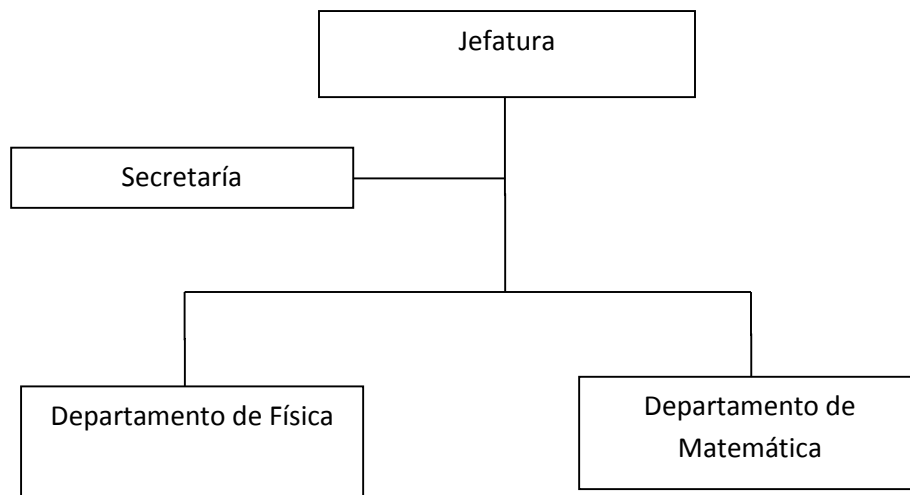 Jefatura
Secretaría
Departamento de Física
Departamento de
Matemática